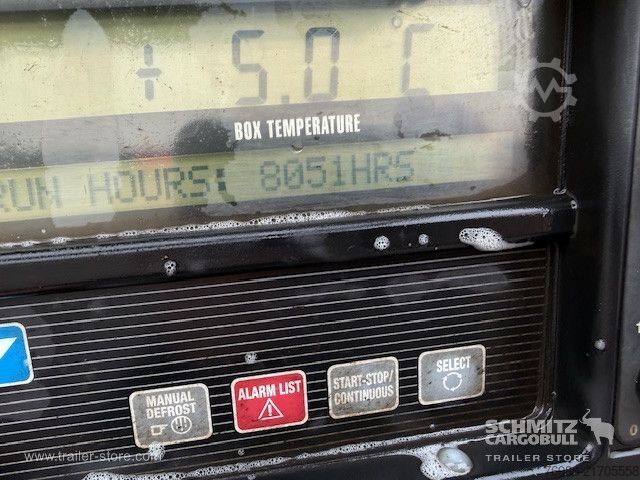 + 5.0°C
BOX TEMPERATURE
RUN HOURS: 8051HRS
MANUAL DEFROST
ALARM LIST
START-STOP/ CONTINUOUS
SELECT
SCHMITZ
CARGOBULL
TRAILER STORE
www.trailer-store.com